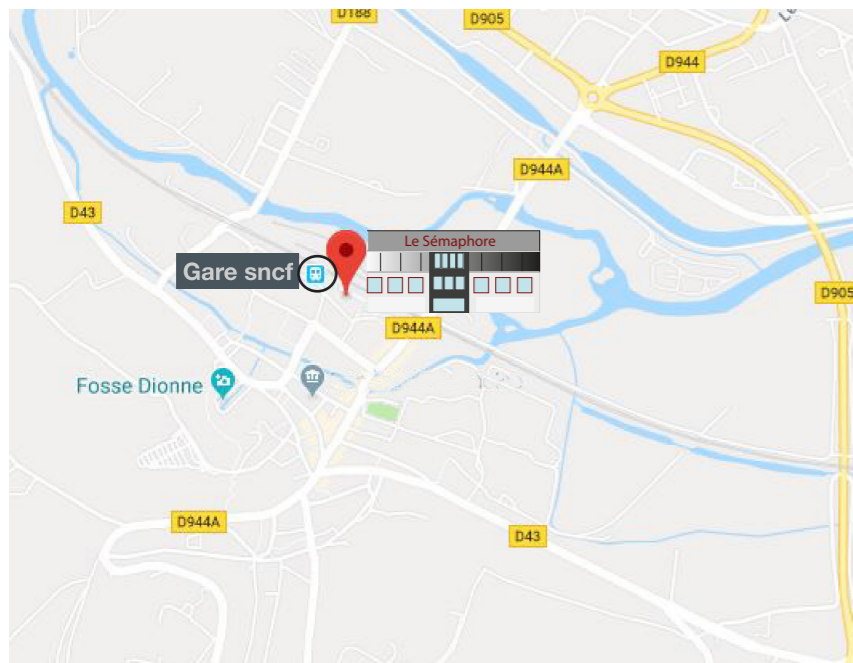 D188
D905
D944
D944A
D43
Le Sémaphore
Gare sncf
D905
D944A
Fosse Dionne
D944A
D43